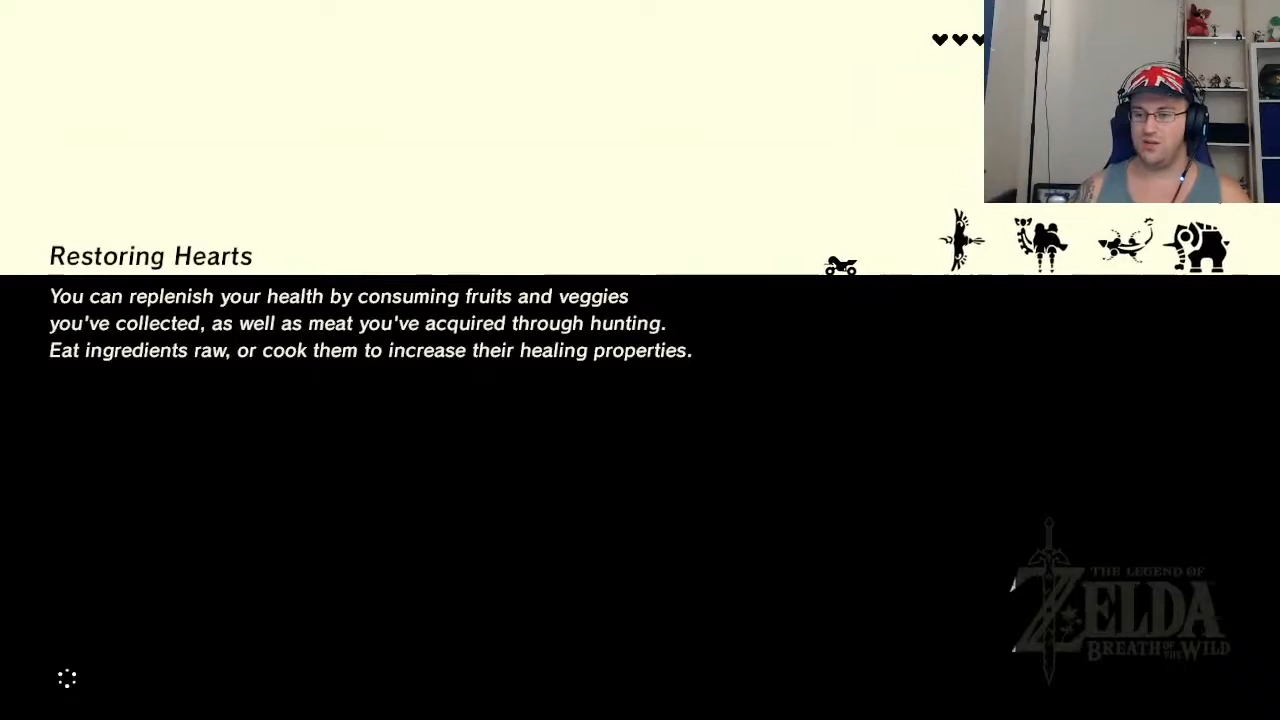 Restoring Hearts
You can replenish your health by consuming fruits and veggies
you've collected, as well as meat you've acquired through hunting.
Eat ingredients raw, or cook them to increase their healing properties.
THE LEGEND OF
ZELDA
BREATH OF THE WILD